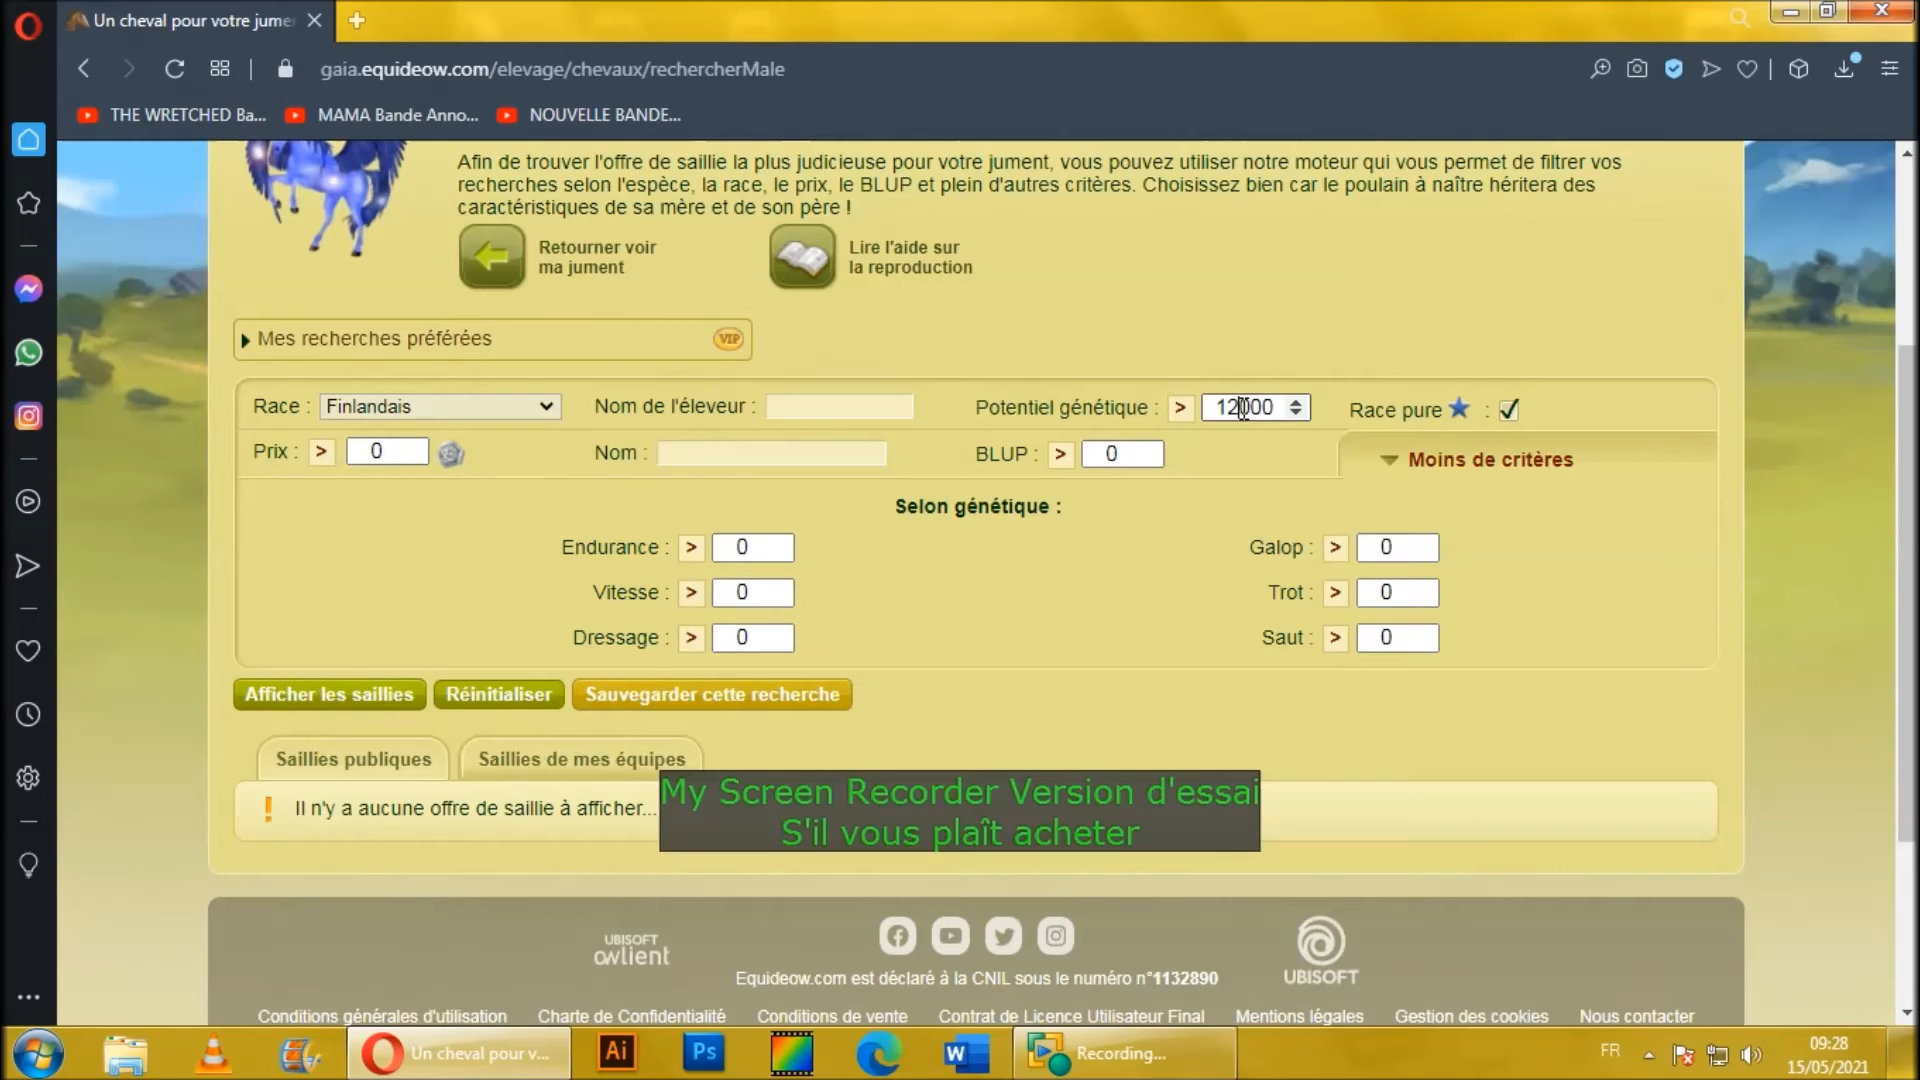 Un cheval pour votre jume
gaia.equideow.com/elevage/chevaux/rechercherMale
THE WRETCHED Ba... MAMA Bande Anno... NOUVELLE BANDE...
Afin de trouver l'offre de saillie la plus judicieuse pour votre jument, vous pouvez utiliser notre moteur qui vous permet de filtrer vos
recherches selon l'espèce, la race, le prix, le BLUP et plein d'autres critères. Choisissez bien car le poulain à naître héritera des
caractéristiques de sa mère et de son père !
Retourner voir
ma jument
Lire l'aide sur
la reproduction
Mes recherches préférées VIP
Race : Finlandais Nom de l'éleveur : Potentiel génétique : > 12000 Race pure :
Prix : > 0 Nom : BLUP : > 0 Moins de critères
Selon génétique :
Endurance : > 0 Galop : > 0
Vitesse : > 0 Trot : > 0
Dressage : > 0 Saut : > 0
Afficher les saillies Réinitialiser Sauvegarder cette recherche
Saillies publiques Saillies de mes équipes
Il n'y a aucune offre de saillie à afficher...
My Screen Recorder Version d'essai
S'il vous plaît acheter
UBISOFT
owlient
UBISOFT
Equideow.com est déclaré à la CNIL sous le numéro n°1132890
Conditions générales d'utilisation Charte de Confidentialité Conditions de vente Contrat de Licence Utilisateur Final Mentions légales Gestion des cookies Nous contacter
Un cheval pour v... Ai Ps W Recording... FR 09:28
15/05/2021